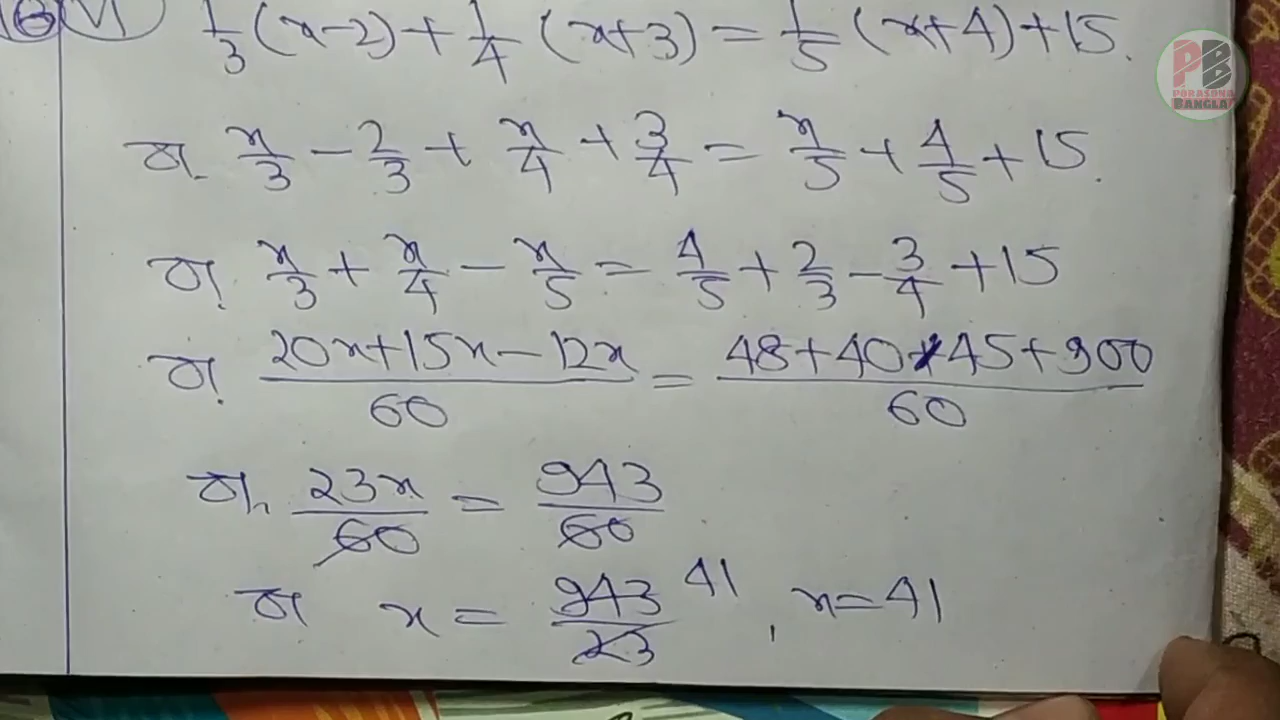 16 VI 1/3 (x-2) + 1/4 (x+3) = 1/5 (x+4) + 15.
PB
PORASONA
BANGLA
বা. x/3 - 2/3 + x/4 + 3/4 = x/5 + 4/5 + 15.
বা, x/3 + x/4 - x/5 = 4/5 + 2/3 - 3/4 + 15
বা, 20x+15x-12x/60 = 48+40-45+900/60
বা, 23x/60 = 943/60
বা x = 943/23 41, x=41